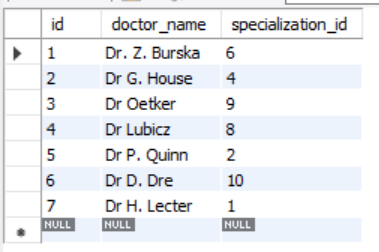 id doctor_name specialization_id
1 Dr. Z. Burska 6
2 Dr G. House 4
3 Dr Oetker 9
4 Dr Lubicz 8
5 Dr P. Quinn 2
6 Dr D. Dre 10
7 Dr H. Lecter 1
NULL NULL NULL